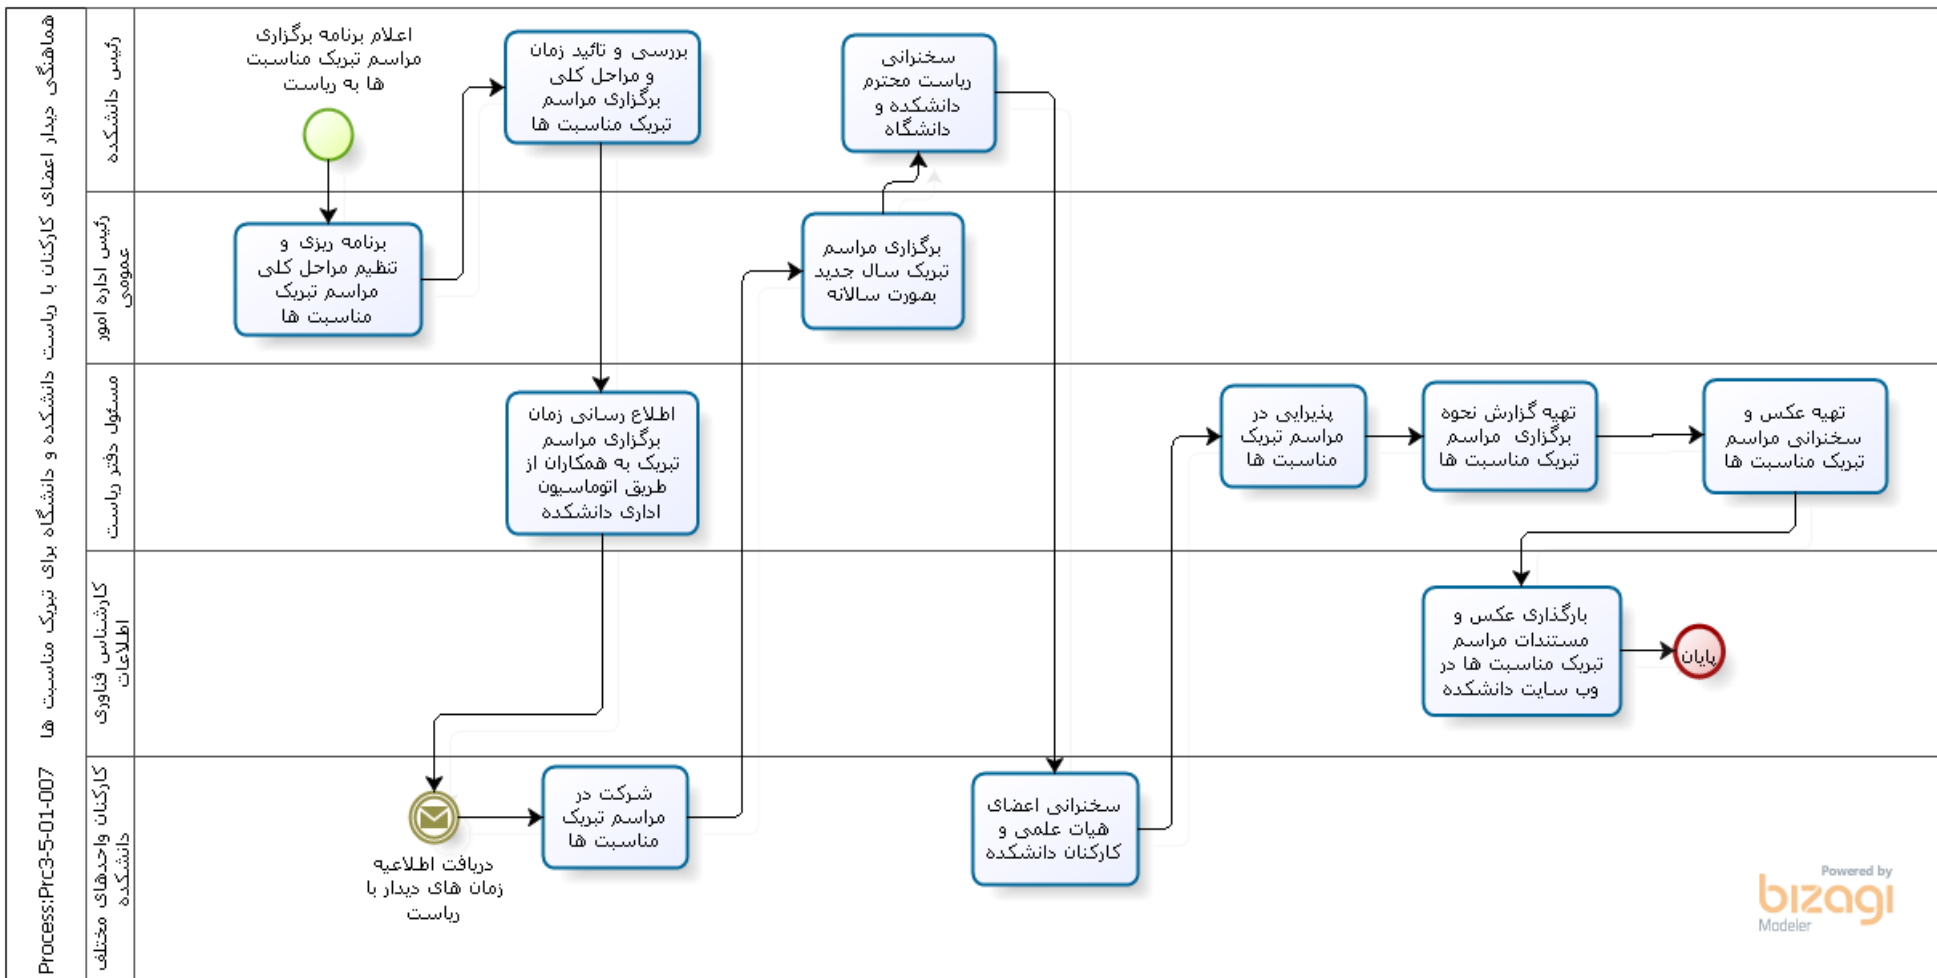 هماهنگی دیدار اعضای کارکنان با ریاست دانشکده و دانشگاه برای تبریک مناسبت ها
Process:Prc3-5-01-007
رئیس دانشکده
اعلام برنامه برگزاری
مراسم تبریک مناسبت
ها به ریاست
بررسی و تائید زمان
و مراحل کلی
برگزاری مراسم
تبریک مناسبت ها
سخنرانی
ریاست محترم
دانشکده و
دانشگاه
رئیس اداره امور
عمومی
برنامه ریزی و
تنظیم مراحل کلی
مراسم تبریک
مناسبت ها
برگزاری مراسم
تبریک سال جدید
بصورت سالانه
مسئول دفتر ریاست
اطلاع رسانی زمان
برگزاری مراسم
تبریک به همکاران از
طریق اتوماسیون
اداری دانشکده
پذیرایی در
مراسم تبریک
مناسبت ها
تهیه گزارش نحوه
برگزاری مراسم
تبریک مناسبت ها
تهیه عکس و
سخنرانی مراسم
تبریک مناسبت ها
کارشناس فناوری
اطلاعات
بارگذاری عکس و
مستندات مراسم
تبریک مناسبت ها در
وب سایت دانشکده
پایان
کارکنان واحدهای مختلف
دانشکده
دریافت اطلاعیه
زمان های دیدار با
ریاست
شرکت در
مراسم تبریک
مناسبت ها
سخنرانی اعضای
هیات علمی و
کارکنان دانشکده
Powered by
bizagi
Modeler